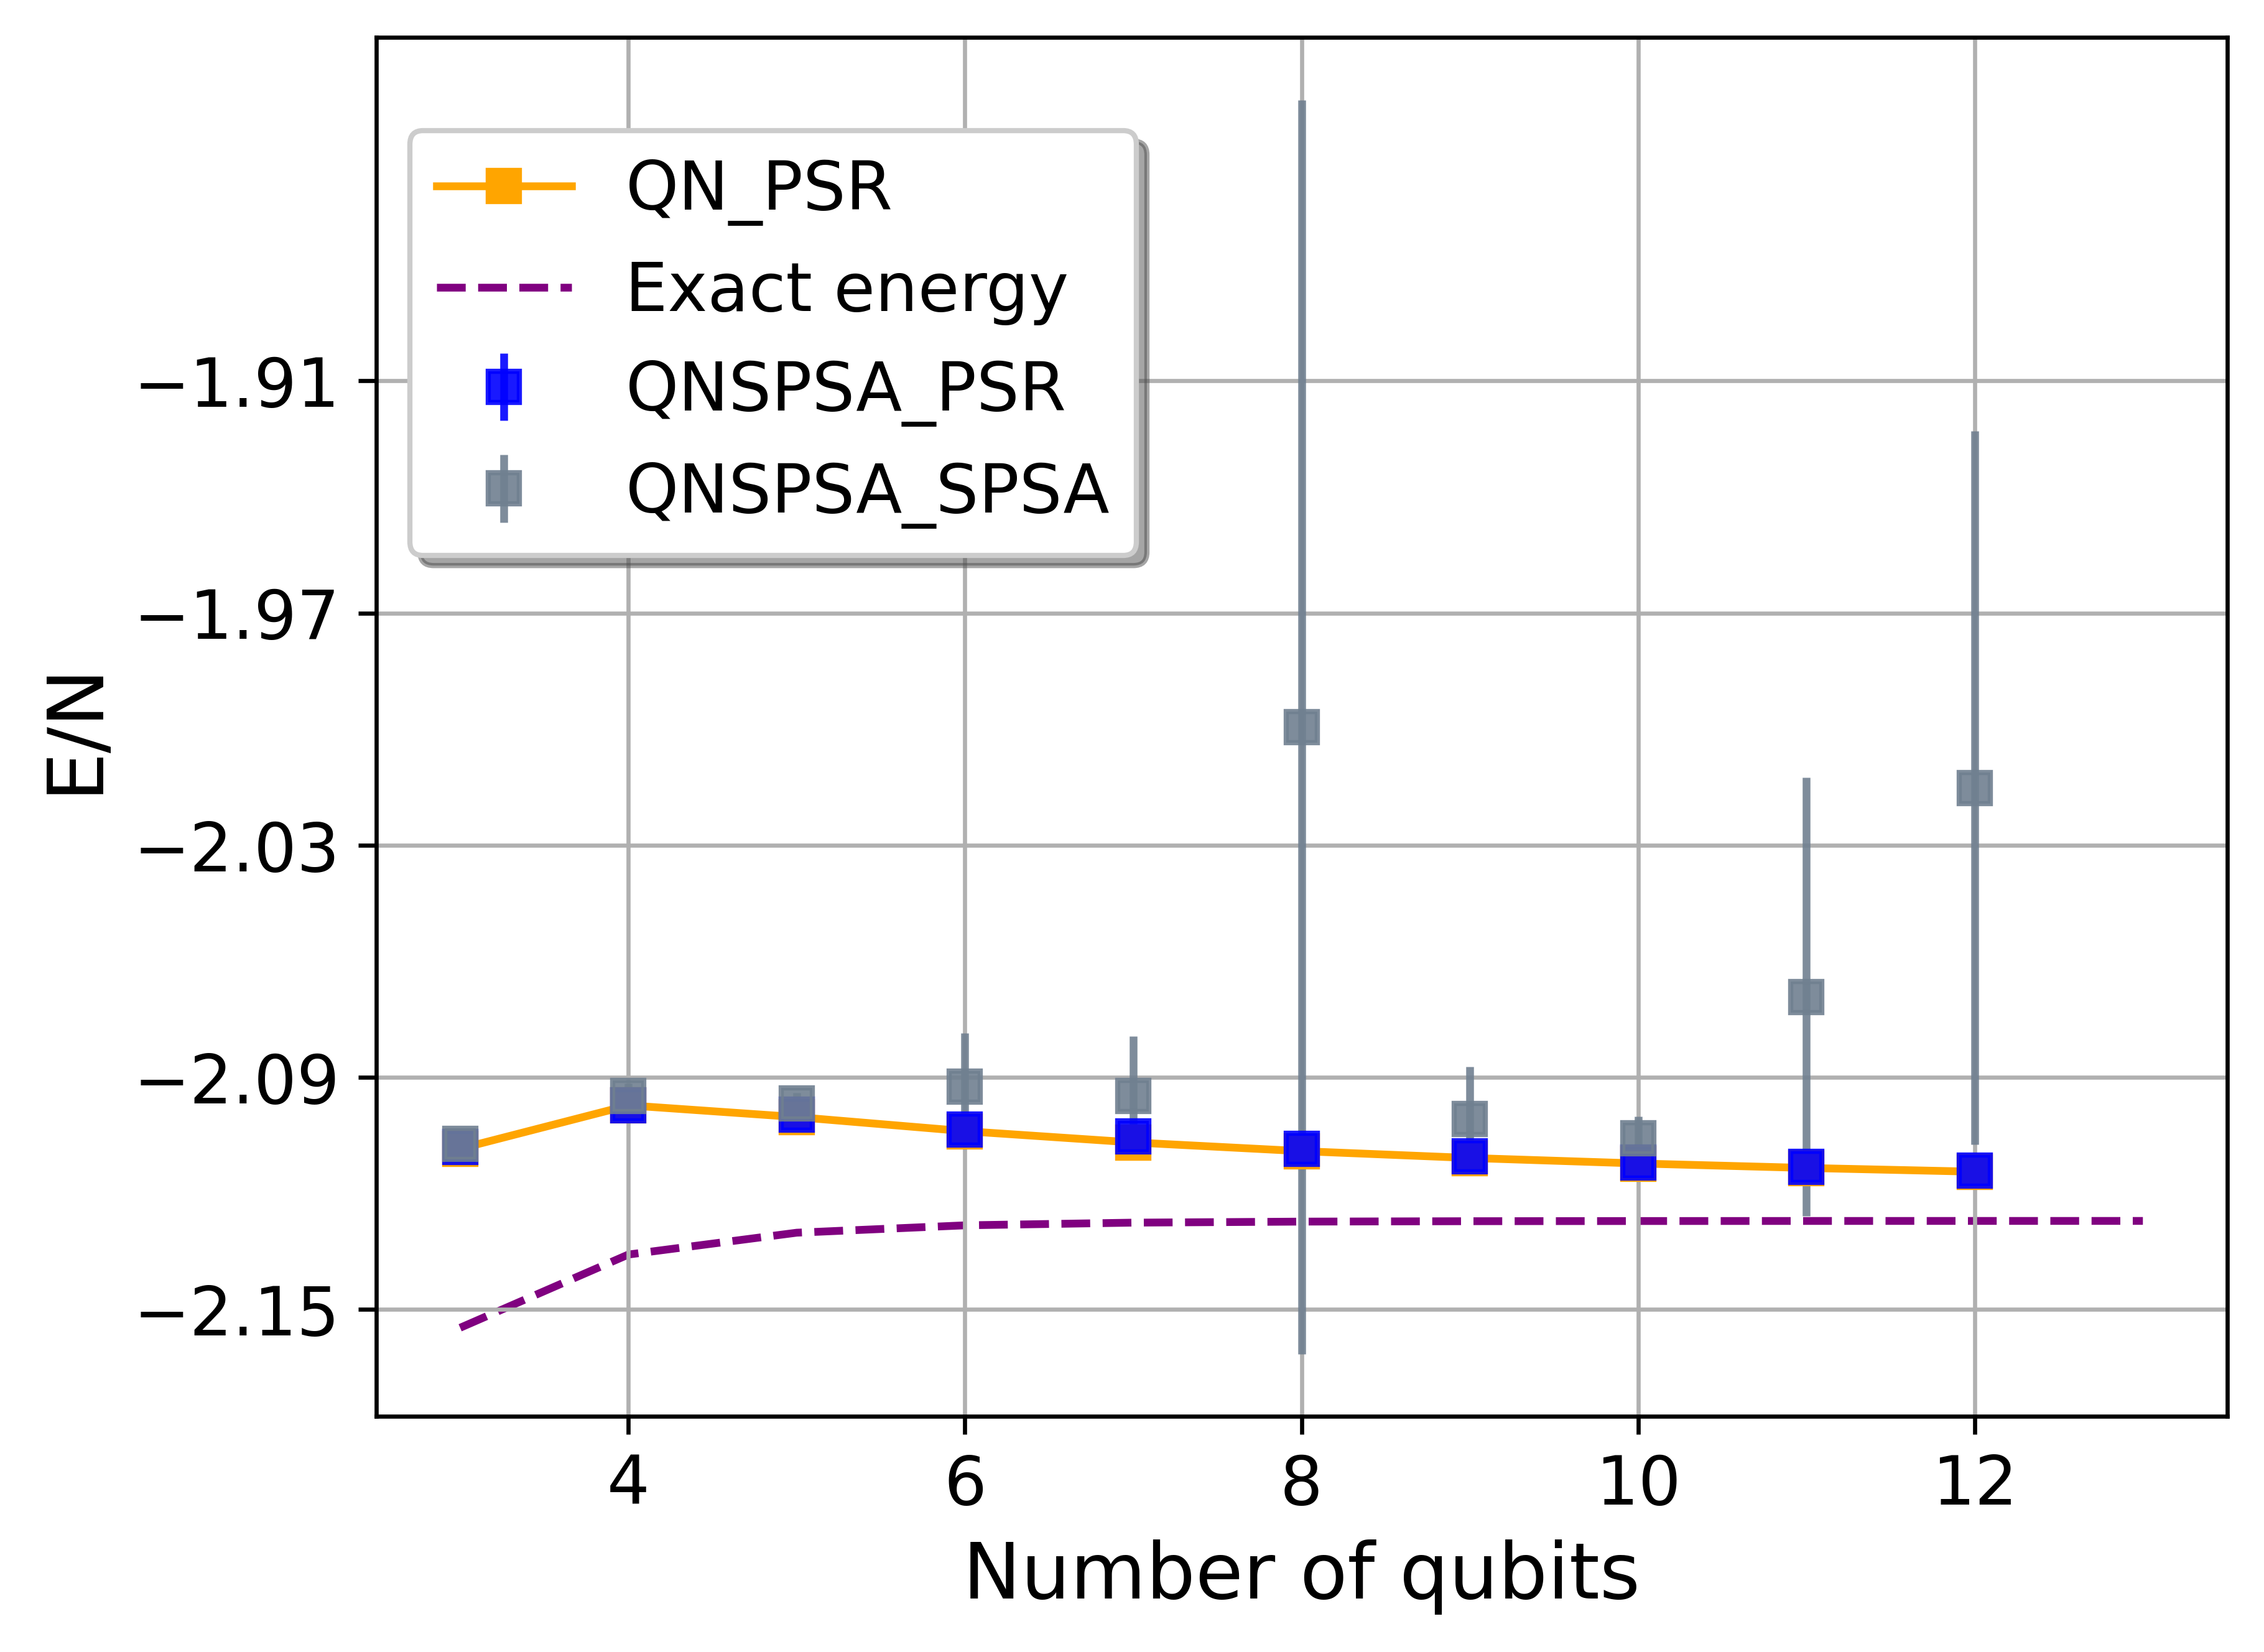 QN_PSR
Exact energy
QNSPSA_PSR
QNSPSA_SPSA
−1.91
−1.97
−2.03
−2.09
−2.15
E/N
4 6 8 10 12
Number of qubits